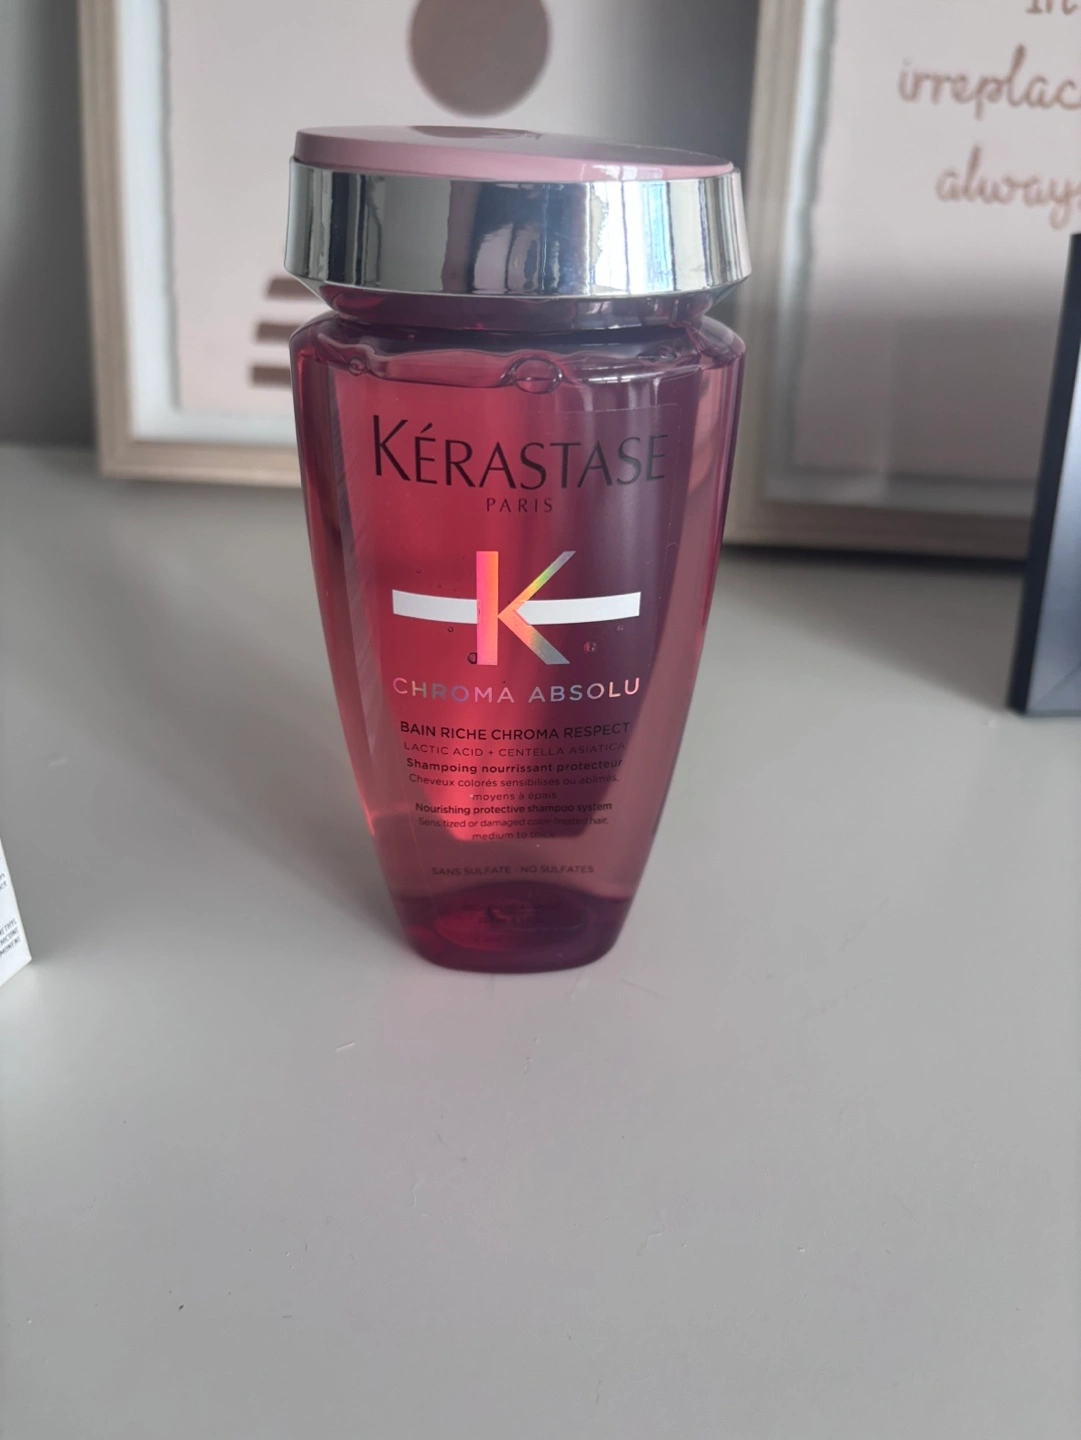 irreplac
always
KÉRASTASE
PARIS
K
CHROMA ABSOLU
BAIN RICHE CHROMA RESPECT
LACTIC ACID + CENTELLA ASIATICA
Shampoing nourrissant protecteur
Cheveux colorés sensibilisés ou abîmés,
moyens à épais
Nourishing protective shampoo system
Sensitized or damaged color-treated hair,
medium to thick
SANS SULFATE - NO SULFATES